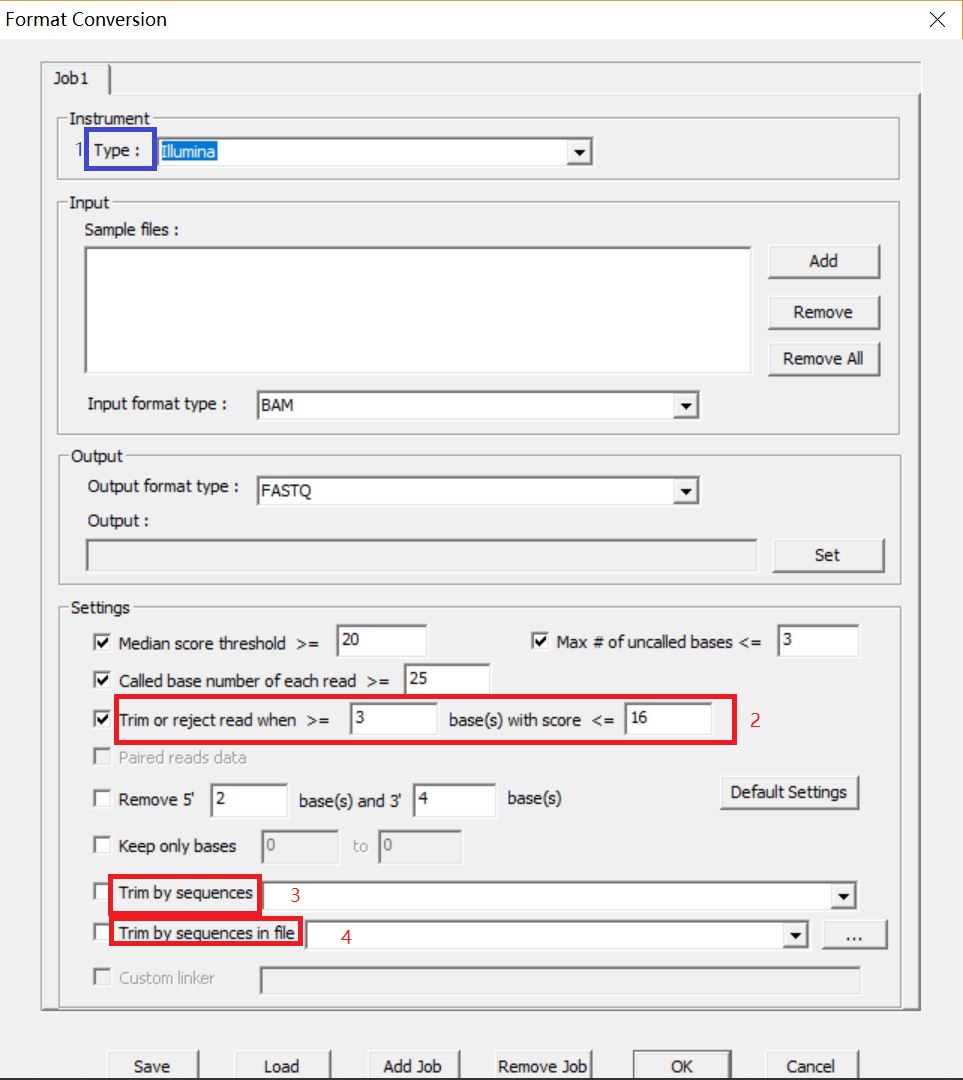 Format Conversion
Job1
Instrument
1 Type : Illumina
Input
Sample files :
Add
Remove
Remove All
Input format type : BAM
Output
Output format type : FASTQ
Output :
Set
Settings
Median score threshold >= 20 Max # of uncalled bases <= 3
Called base number of each read >= 25
Trim or reject read when >= 3 base(s) with score <= 16 2
Paired reads data
Remove 5' 2 base(s) and 3' 4 base(s) Default Settings
Keep only bases 0 to 0
Trim by sequences 3
Trim by sequences in file 4 ...
Custom linker
Save Load Add Job Remove Job OK Cancel